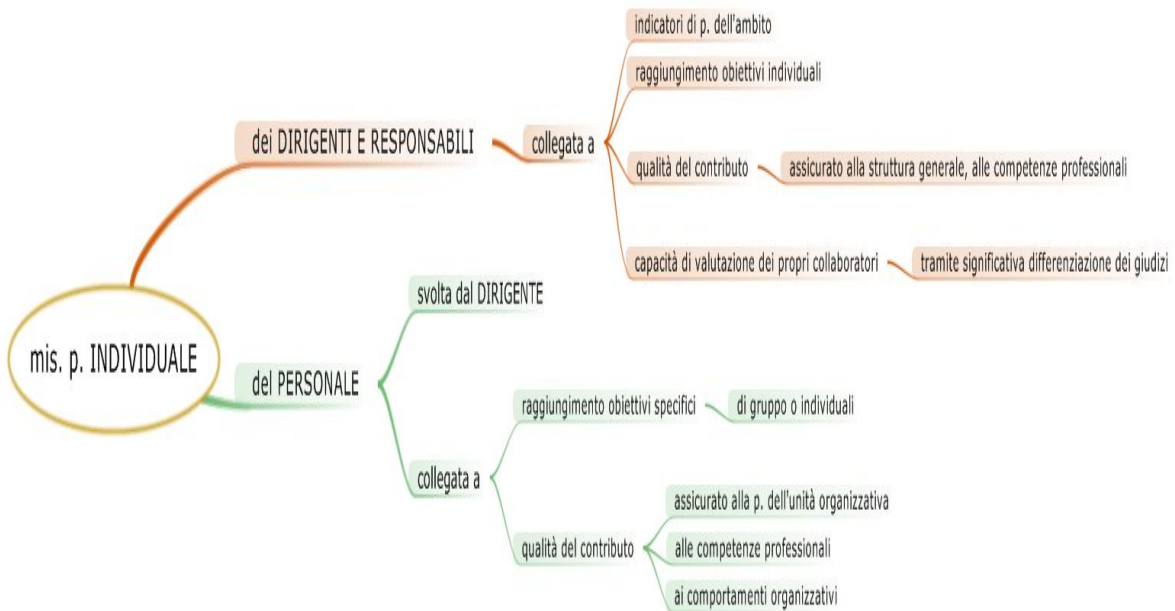 mis. p. INDIVIDUALE
dei DIRIGENTI E RESPONSABILI
collegata a
indicatori di p. dell'ambito
raggiungimento obiettivi individuali
qualità del contributo
assicurato alla struttura generale, alle competenze professionali
capacità di valutazione dei propri collaboratori
tramite significativa differenziazione dei giudizi
del PERSONALE
svolta dal DIRIGENTE
collegata a
raggiungimento obiettivi specifici
di gruppo o individuali
qualità del contributo
assicurato alla p. dell'unità organizzativa
alle competenze professionali
ai comportamenti organizzativi